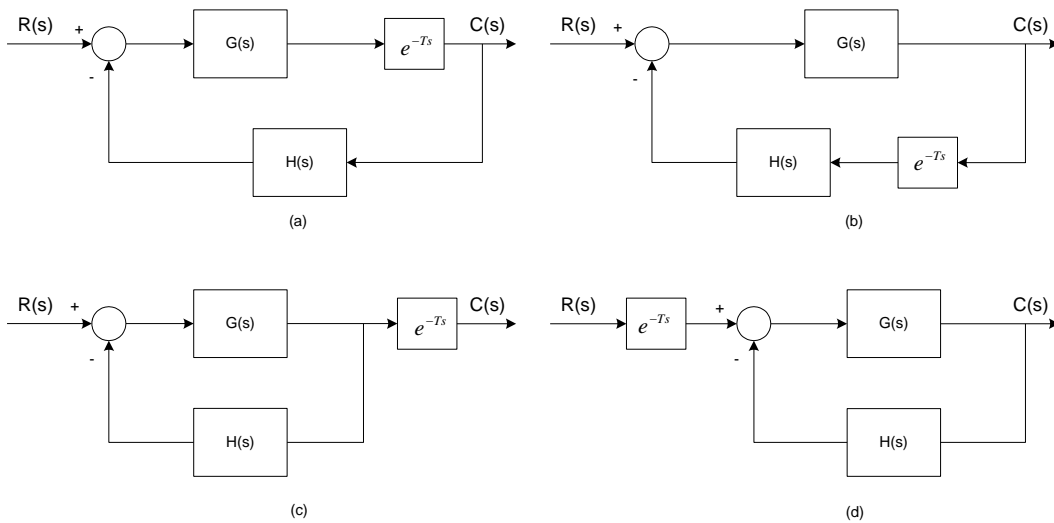 R(s) + G(s) e^{-Ts} C(s)
-
H(s)
(a)
R(s) + G(s) C(s)
-
H(s) e^{-Ts}
(b)
R(s) + G(s) e^{-Ts} C(s)
-
H(s)
(c)
R(s) e^{-Ts} + G(s) C(s)
-
H(s)
(d)